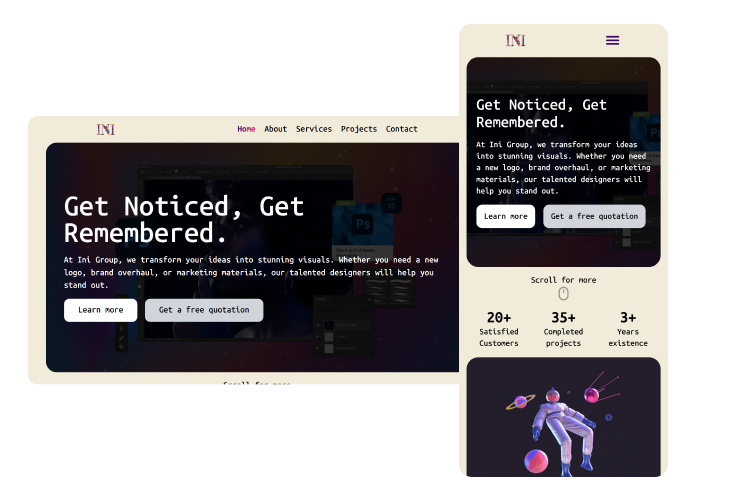 INI
Home About Services Projects Contact
Get Noticed, Get
Remembered.
At Ini Group, we transform your ideas into stunning visuals. Whether you need a new
logo, brand overhaul, or marketing materials, our talented designers will help you
stand out.
Learn more
Get a free quotation
Ps
15
Scroll for more
INI
Get Noticed, Get
Remembered.
At Ini Group, we transform your ideas
into stunning visuals. Whether you need
a new logo, brand overhaul, or marketing
materials, our talented designers will
help you stand out.
Learn more
Get a free quotation
Ps
Scroll for more
20+ 35+ 3+
Satisfied Completed Years
Customers projects existence